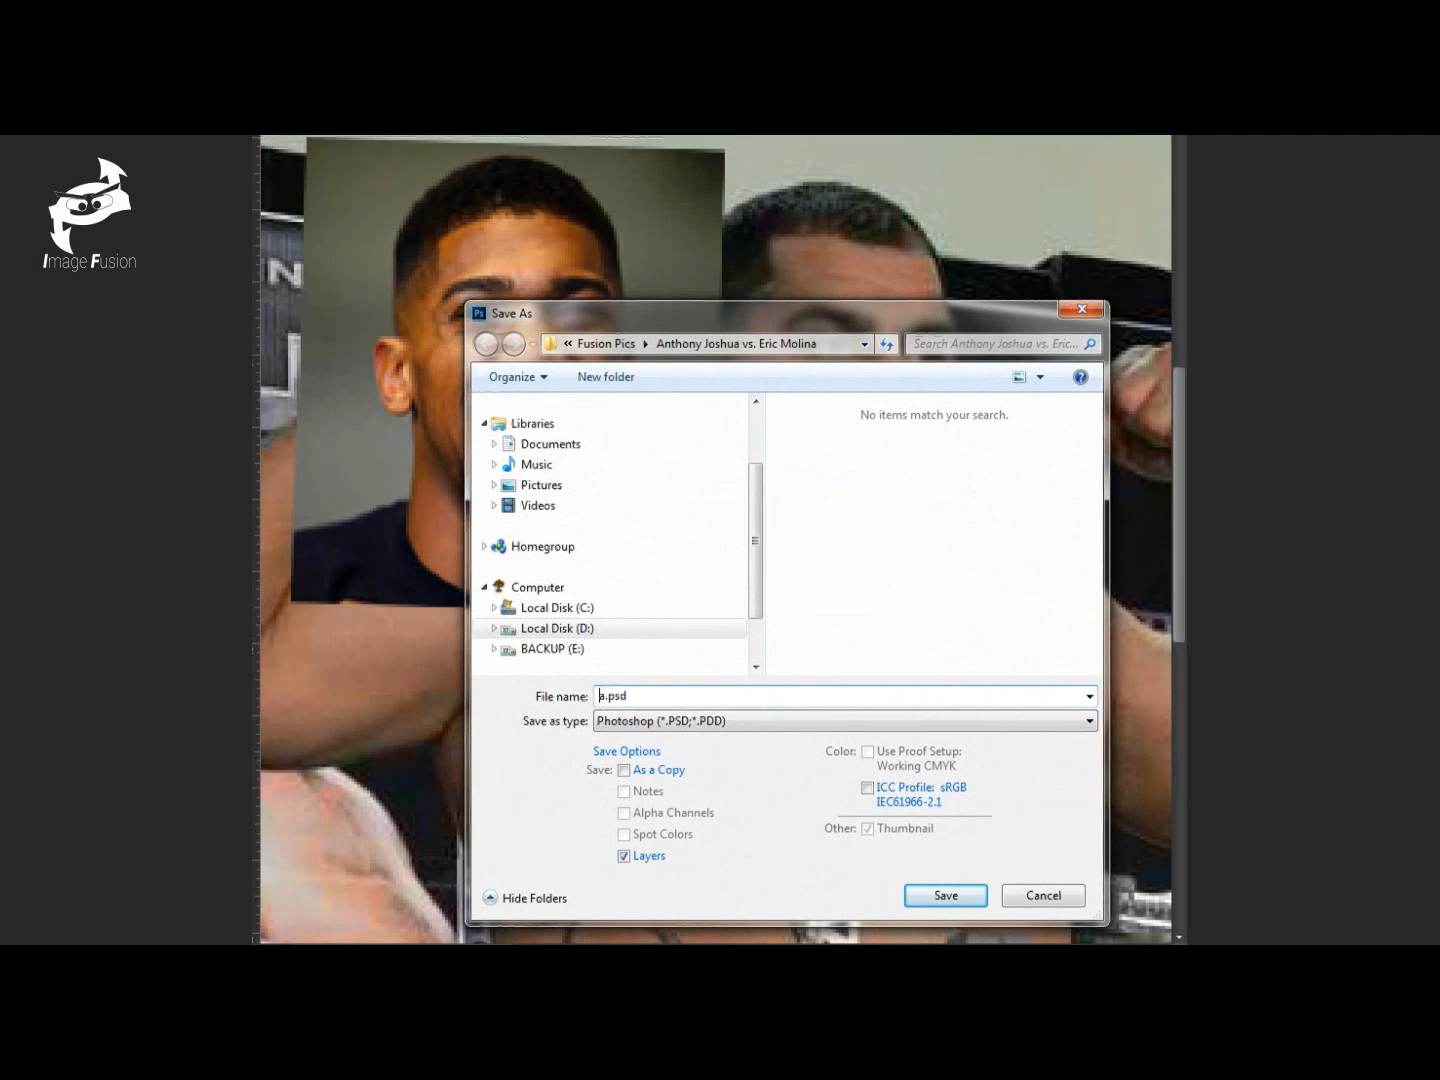 Image Fusion
N
Ps Save As
« Fusion Pics Anthony Joshua vs. Eric Molina
Search Anthony Joshua vs. Eric...
Organize New folder
No items match your search.
Libraries
Documents
Music
Pictures
Videos
Homegroup
Computer
Local Disk (C:)
Local Disk (D:)
BACKUP (E:)
File name: a.psd
Save as type: Photoshop (*.PSD;*.PDD)
Save Options
Save: As a Copy
Notes
Alpha Channels
Spot Colors
Layers
Color: Use Proof Setup:
Working CMYK
ICC Profile: sRGB
IEC61966-2.1
Other: Thumbnail
Hide Folders
Save Cancel